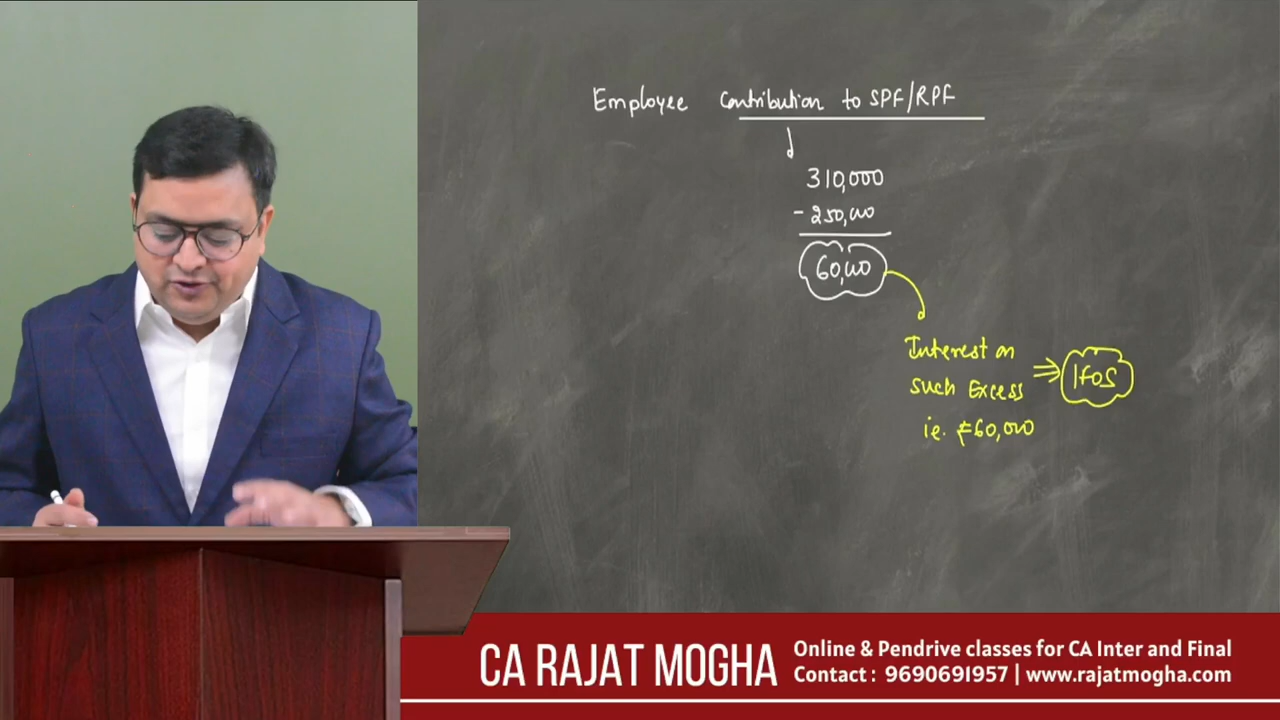 Employee Contribution to SPF/RPF
310,000
- 250,000
60,000
Interest on
such Excess
ie. ₹60,000
⇒ IFOS
CA RAJAT MOGHA
Online & Pendrive classes for CA Inter and Final
Contact : 9690691957 | www.rajatmogha.com